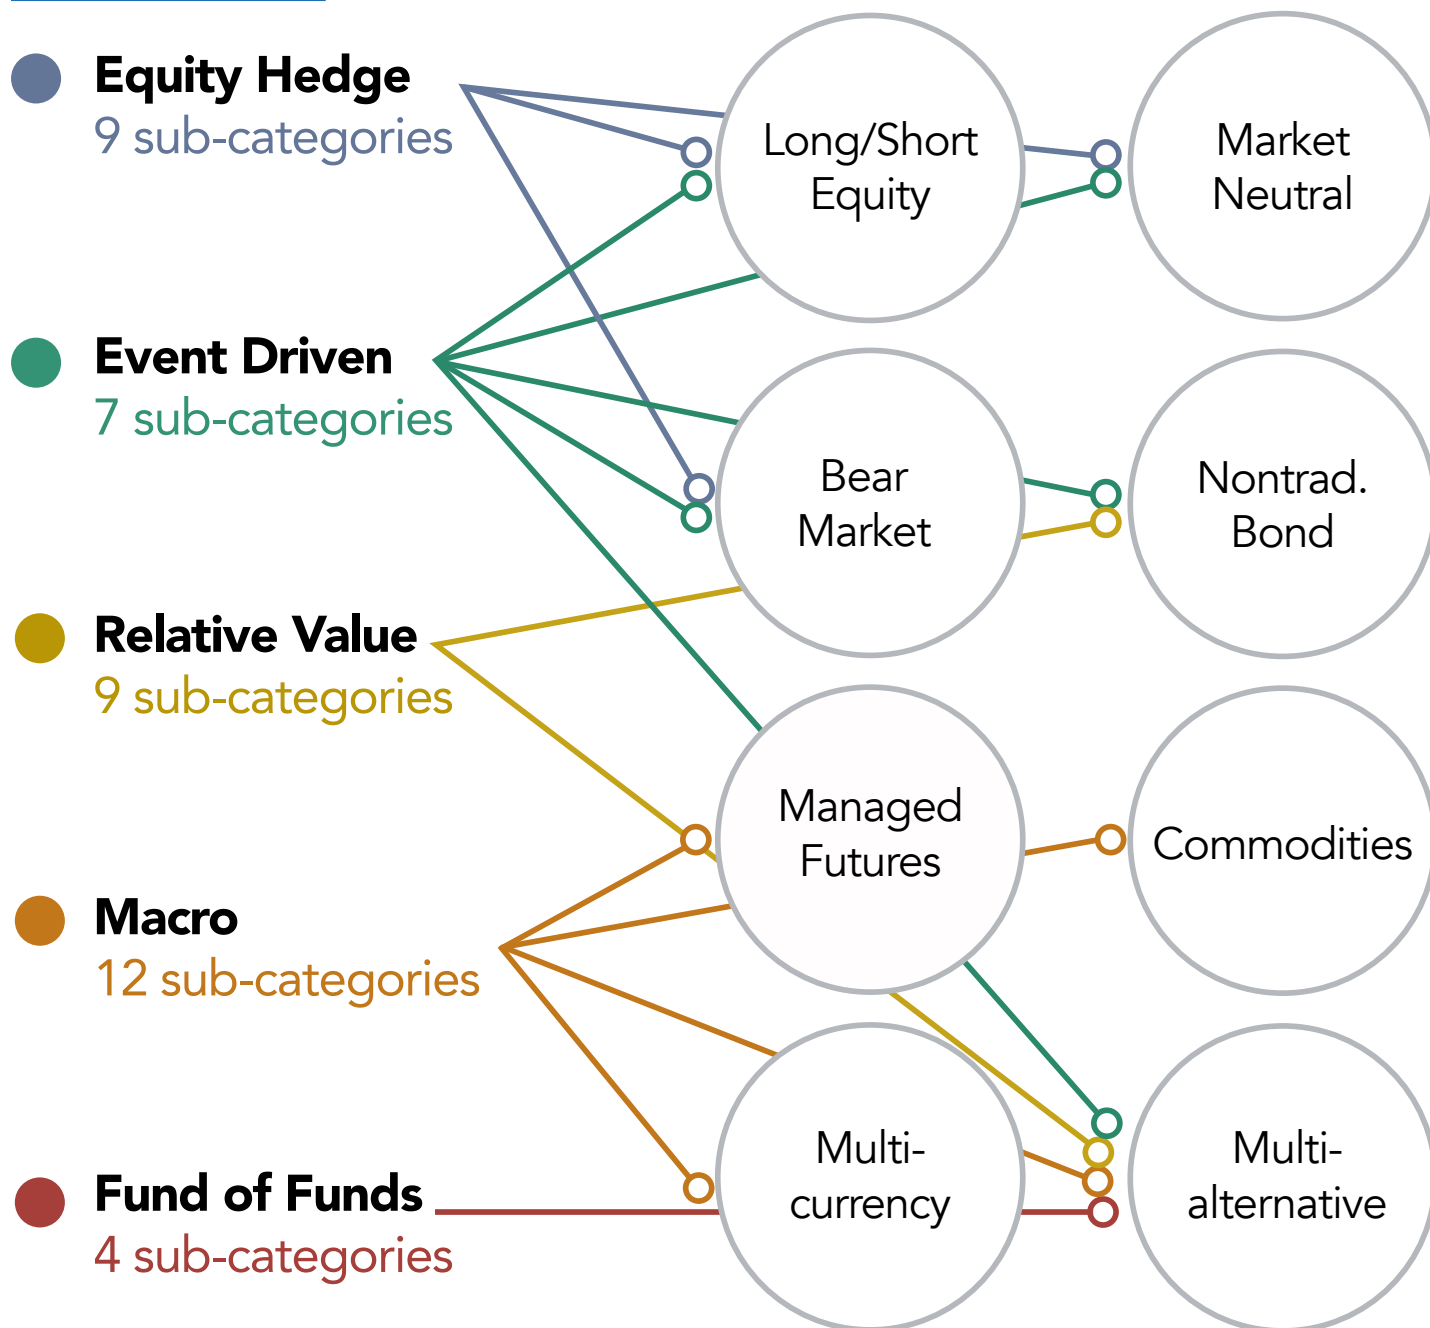 Equity Hedge
9 sub-categories
Event Driven
7 sub-categories
Relative Value
9 sub-categories
Macro
12 sub-categories
Fund of Funds
4 sub-categories
Long/Short
Equity
Market
Neutral
Bear
Market
Nontrad.
Bond
Managed
Futures
Commodities
Multi-
currency
Multi-
alternative